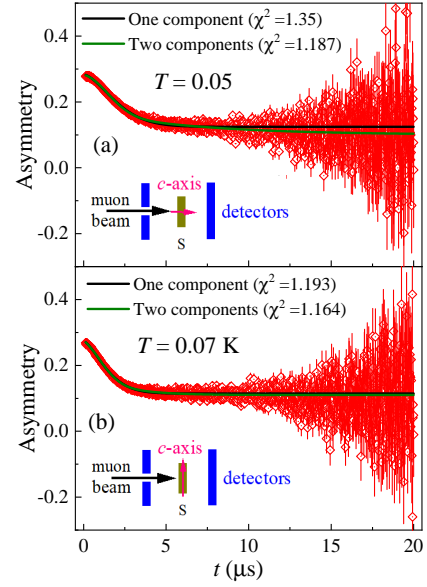 0.4
One component (χ²=1.35)
Two components (χ²=1.187)
T = 0.05
0.2
Asymmetry
0.0
(a)
c-axis
muon
beam
detectors
S
-0.2
0.4
One component (χ²=1.193)
Two components (χ²=1.164)
T = 0.07 K
0.2
Asymmetry
0.0
(b)
c-axis
muon
beam
detectors
S
-0.2
0 5 10 15 20
t (μs)